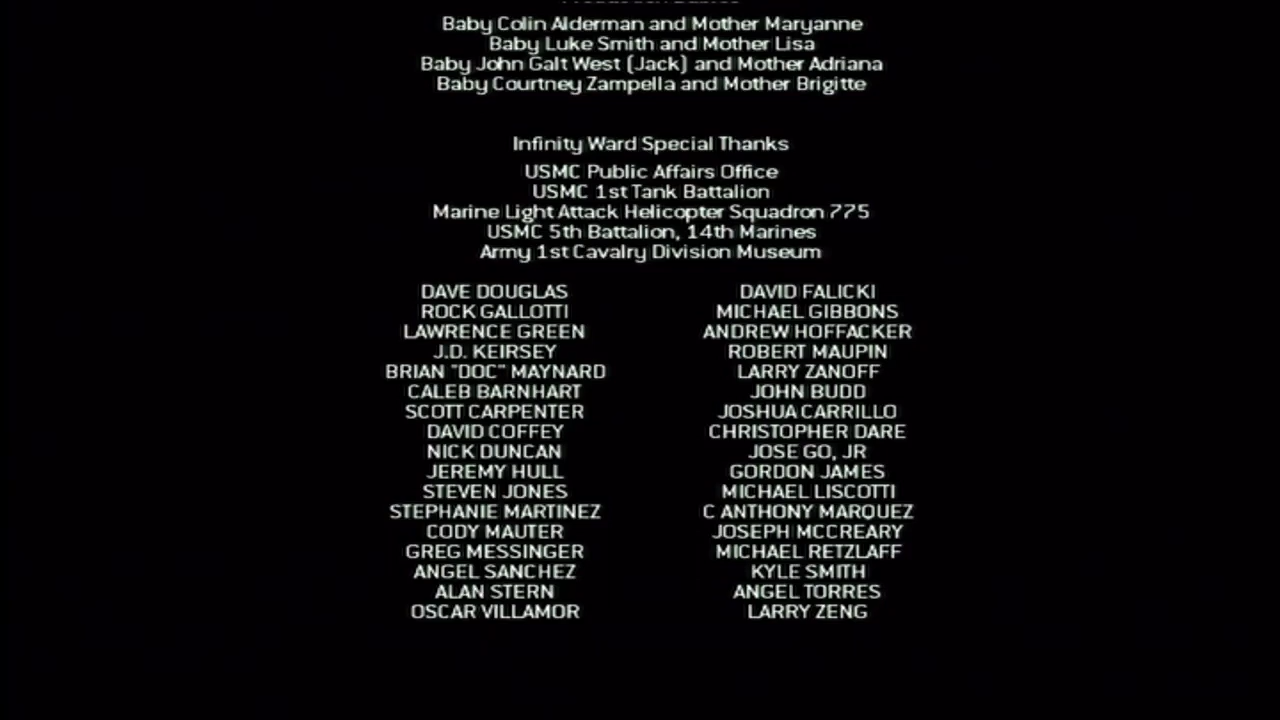 Baby Colin Alderman and Mother Maryanne
Baby Luke Smith and Mother Lisa
Baby John Galt West (Jack) and Mother Adriana
Baby Courtney Zampella and Mother Brigitte
Infinity Ward Special Thanks
USMC Public Affairs Office
USMC 1st Tank Battalion
Marine Light Attack Helicopter Squadron 775
USMC 5th Battalion, 14th Marines
Army 1st Cavalry Division Museum
DAVE DOUGLAS DAVID FALICKI
ROCK GALLOTTI MICHAEL GIBBONS
LAWRENCE GREEN ANDREW HOFFACKER
J.D. KEIRSEY ROBERT MAUPIN
BRIAN "DOC" MAYNARD LARRY ZANOFF
CALEB BARNHART JOHN BUDD
SCOTT CARPENTER JOSHUA CARRILLO
DAVID COFFEY CHRISTOPHER DARE
NICK DUNCAN JOSE GO, JR
JEREMY HULL GORDON JAMES
STEVEN JONES MICHAEL LISCOTTI
STEPHANIE MARTINEZ C ANTHONY MARQUEZ
CODY MAUTER JOSEPH MCCREARY
GREG MESSINGER MICHAEL RETZLAFF
ANGEL SANCHEZ KYLE SMITH
ALAN STERN ANGEL TORRES
OSCAR VILLAMOR LARRY ZENG